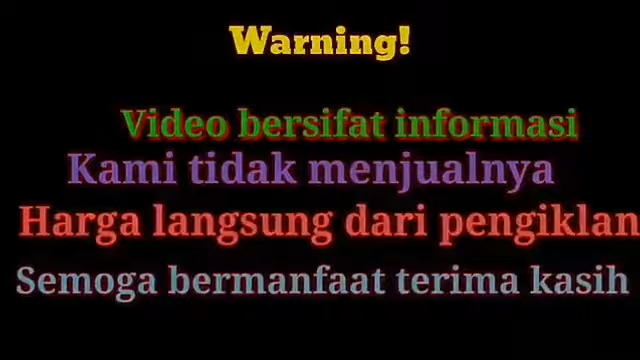 Warning!
Video bersifat informasi
Kami tidak menjualnya
Harga langsung dari pengiklan
Semoga bermanfaat terima kasih